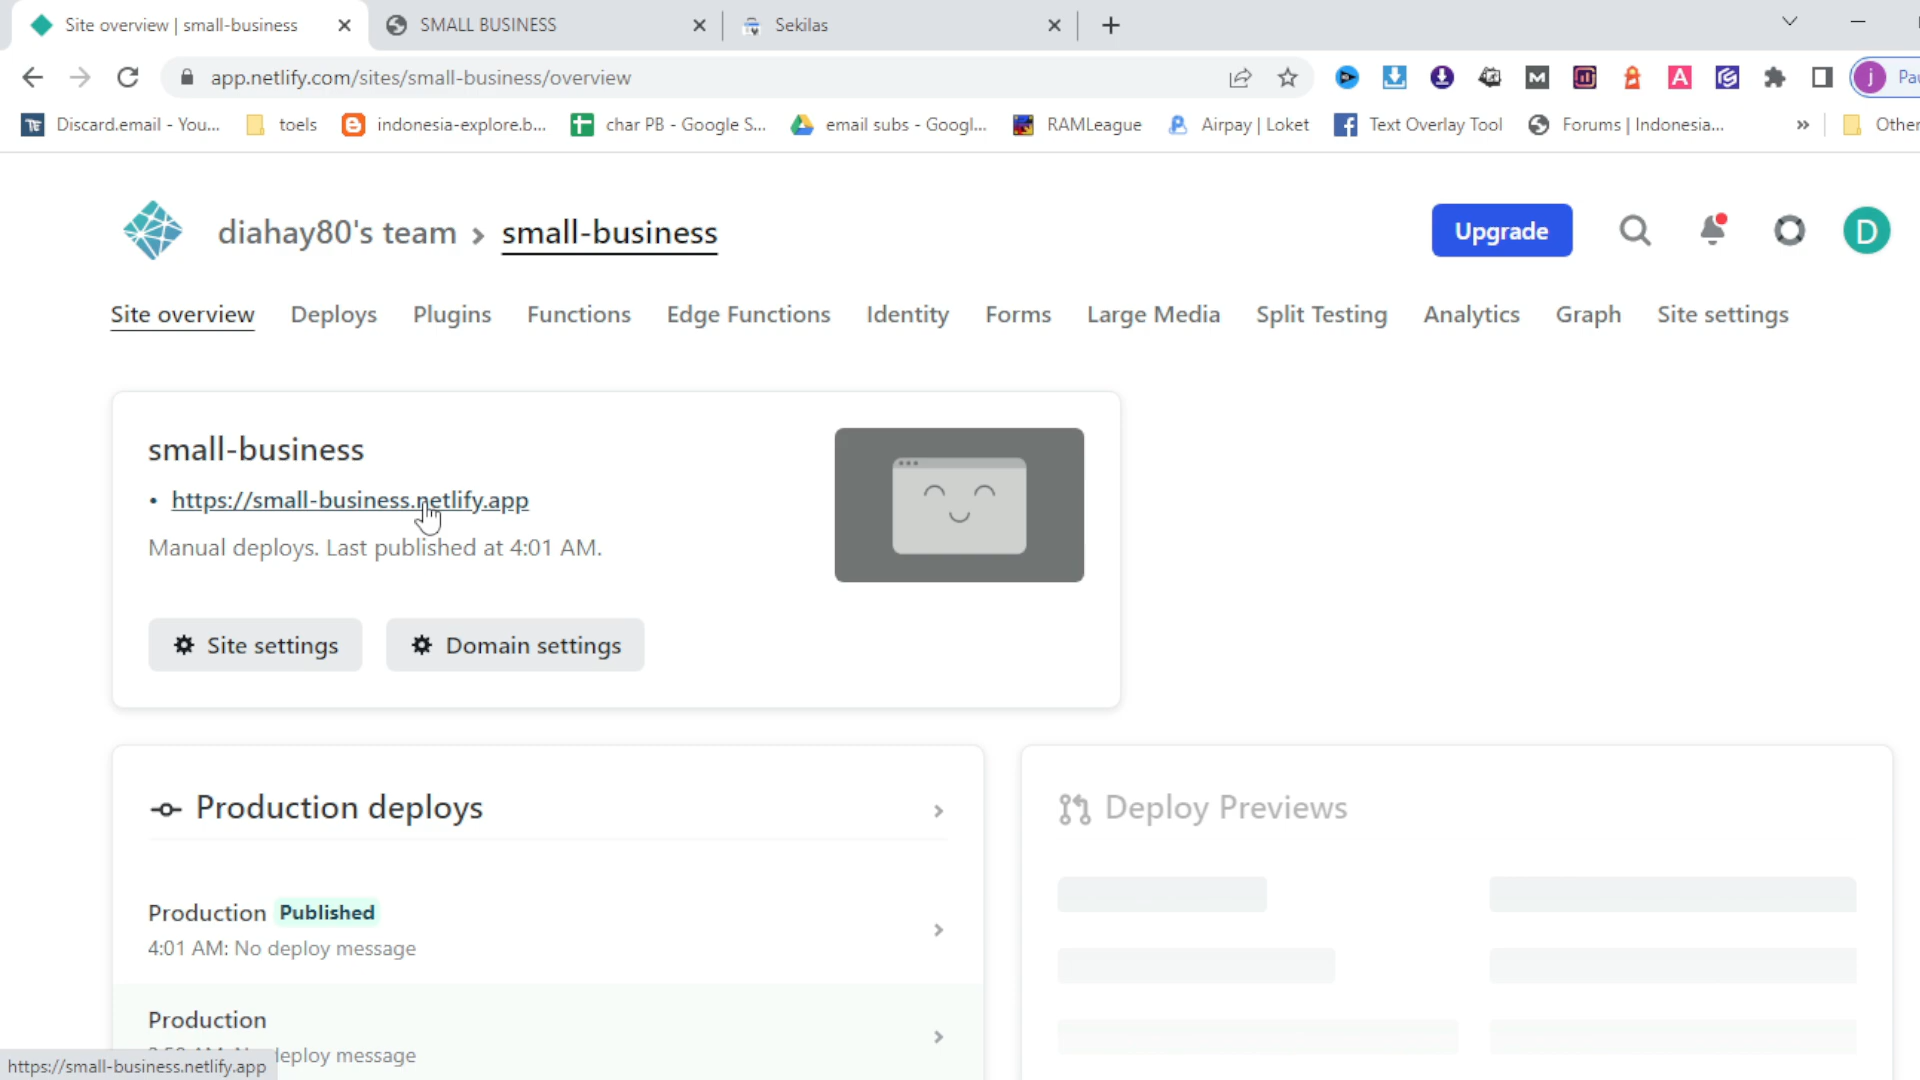 Site overview | small-business
SMALL BUSINESS
Sekilas
app.netlify.com/sites/small-business/overview
Discard.email - You...
toels
indonesia-explore.b...
char PB - Google S...
email subs - Googl...
RAMLeague
Airpay | Loket
Text Overlay Tool
Forums | Indonesia...
»
Other
diahay80's team > small-business
Upgrade
D
Site overview
Deploys
Plugins
Functions
Edge Functions
Identity
Forms
Large Media
Split Testing
Analytics
Graph
Site settings
small-business
• https://small-business.netlify.app
Manual deploys. Last published at 4:01 AM.
Site settings
Domain settings
Production deploys
Deploy Previews
Production Published
4:01 AM: No deploy message
Production
deploy message
https://small-business.netlify.app